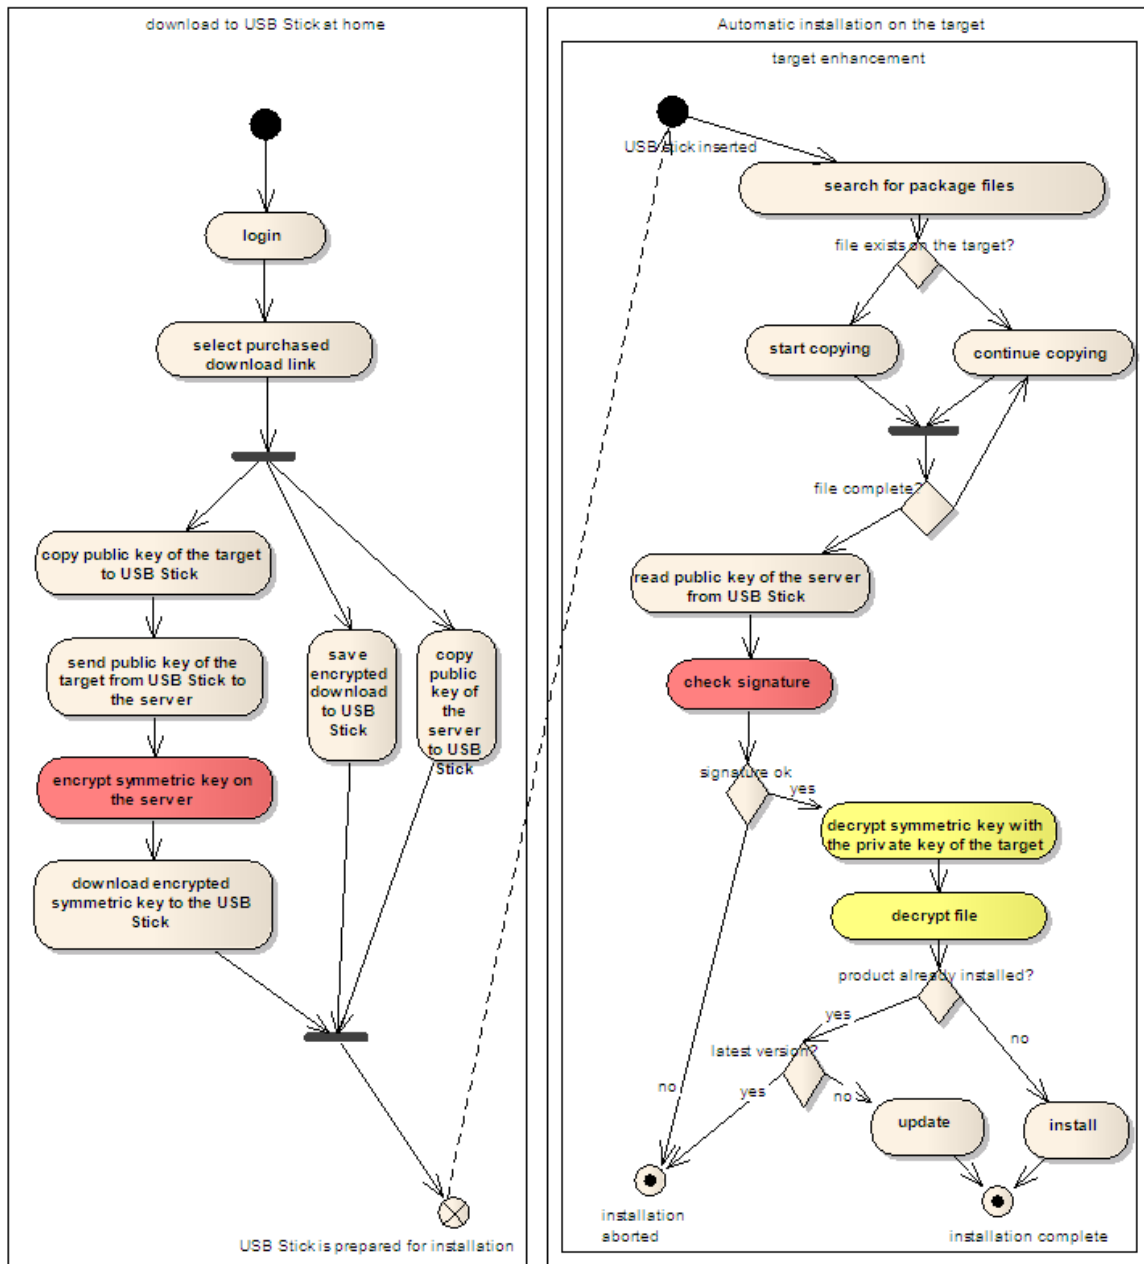 download to USB Stick at home
login
select purchased
download link
copy public key of the target
to USB Stick
send public key of the
target from USB Stick to
the server
encrypt symmetric key on
the server
download encrypted
symmetric key to the USB
Stick
save
encrypted
download
to USB
Stick
copy
public
key of
the
server
to USB
Stick
USB Stick is prepared for installation
Automatic installation on the target
target enhancement
USB stick inserted
search for package files
file exists on the target?
start copying
continue copying
file complete?
read public key of the server
from USB Stick
check signature
signature ok
yes
decrypt symmetric key with
the private key of the target
decrypt file
product already installed?
yes
no
latest version?
no
yes
no
update
install
installation
aborted
installation complete